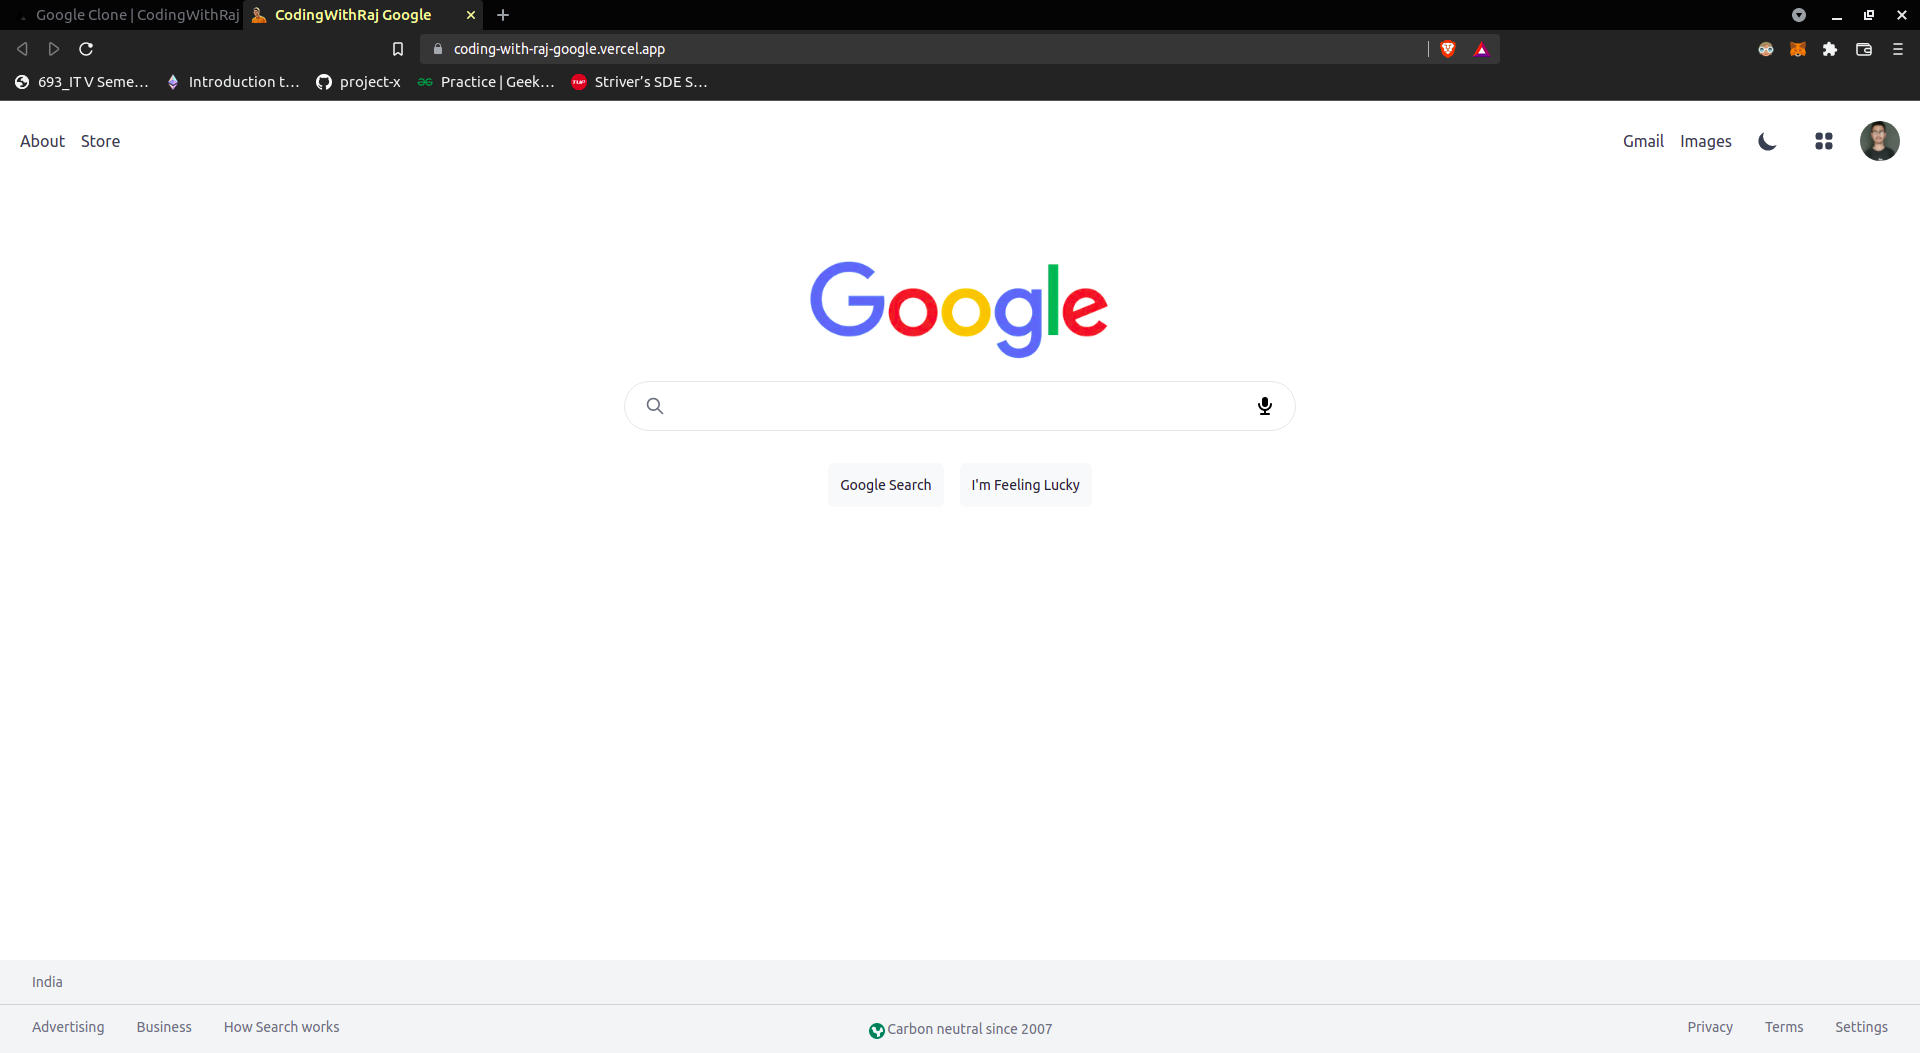 Google Clone | CodingWithRaj
CodingWithRaj Google
coding-with-raj-google.vercel.app
693_IT V Seme...
Introduction t...
project-x
Practice | Geek...
Striver's SDE S...
About
Store
Gmail
Images
Google
Google Search
I'm Feeling Lucky
India
Advertising
Business
How Search works
Carbon neutral since 2007
Privacy
Terms
Settings